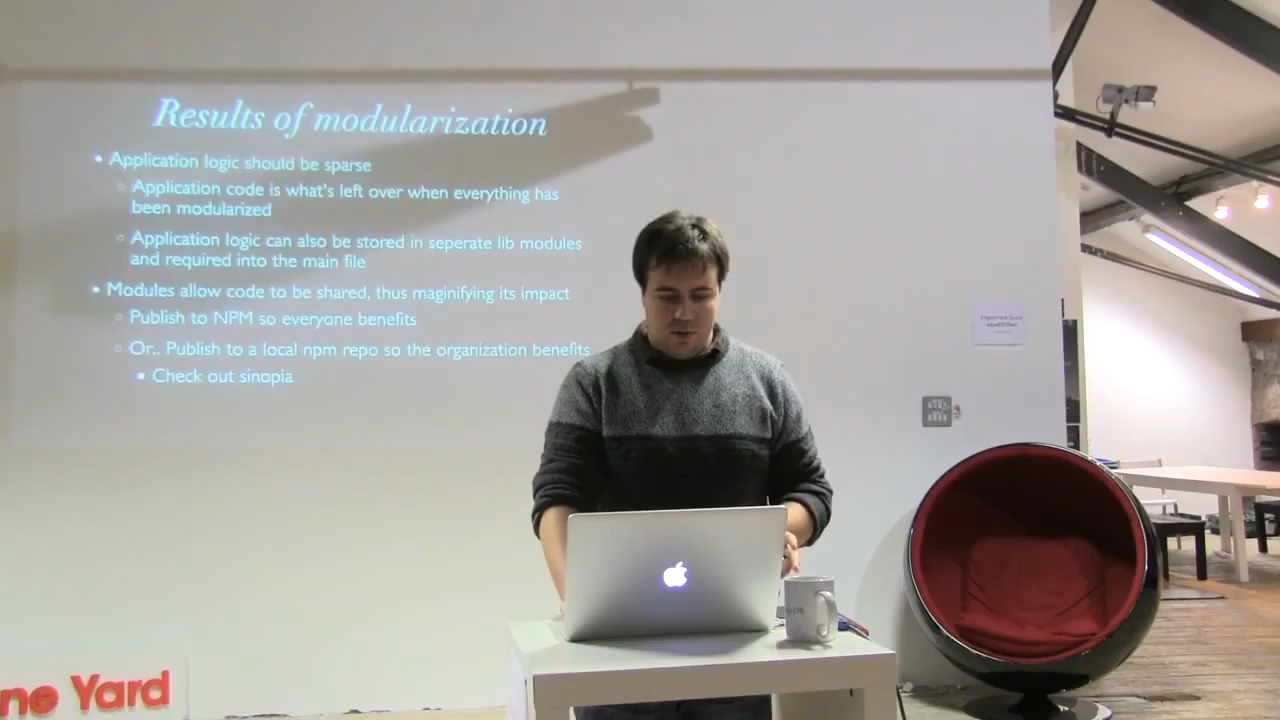 Results of modularization
• Application logic should be sparse
○ Application code is what's left over when everything has
been modularized
○ Application logic can also be stored in seperate lib modules
and required into the main file
• Modules allow code to be shared, thus maginifying its impact
○ Publish to NPM so everyone benefits
○ Or.. Publish to a local npm repo so the organization benefits
▪ Check out sinopia
ne Yard